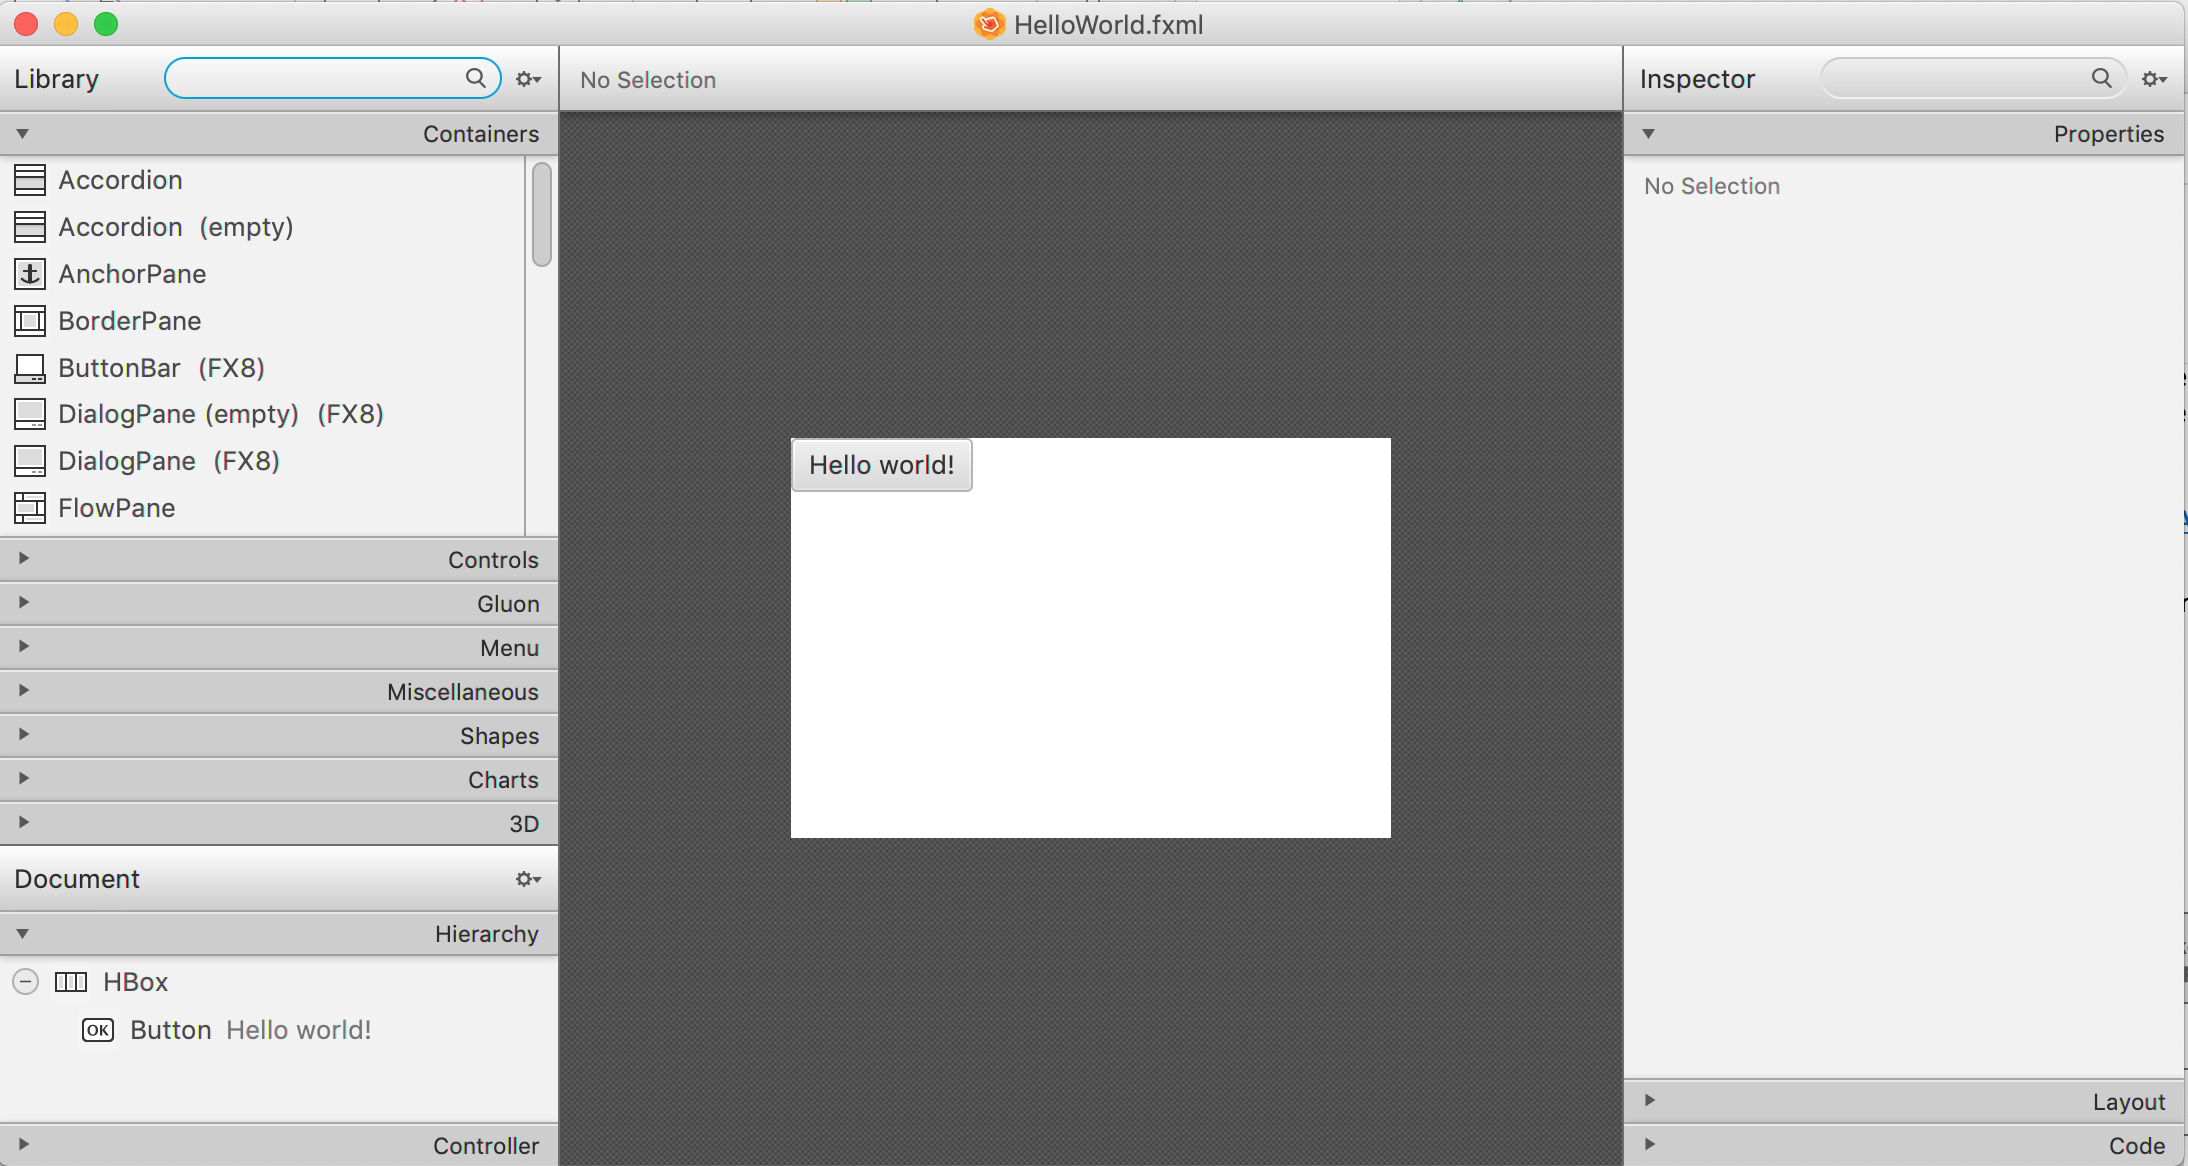 HelloWorld.fxml
Library
No Selection
Inspector
Containers
Properties
Accordion
Accordion (empty)
AnchorPane
BorderPane
ButtonBar (FX8)
DialogPane (empty) (FX8)
DialogPane (FX8)
FlowPane
No Selection
Hello world!
Controls
Gluon
Menu
Miscellaneous
Shapes
Charts
3D
Document
Hierarchy
HBox
OK Button Hello world!
Controller
Layout
Code